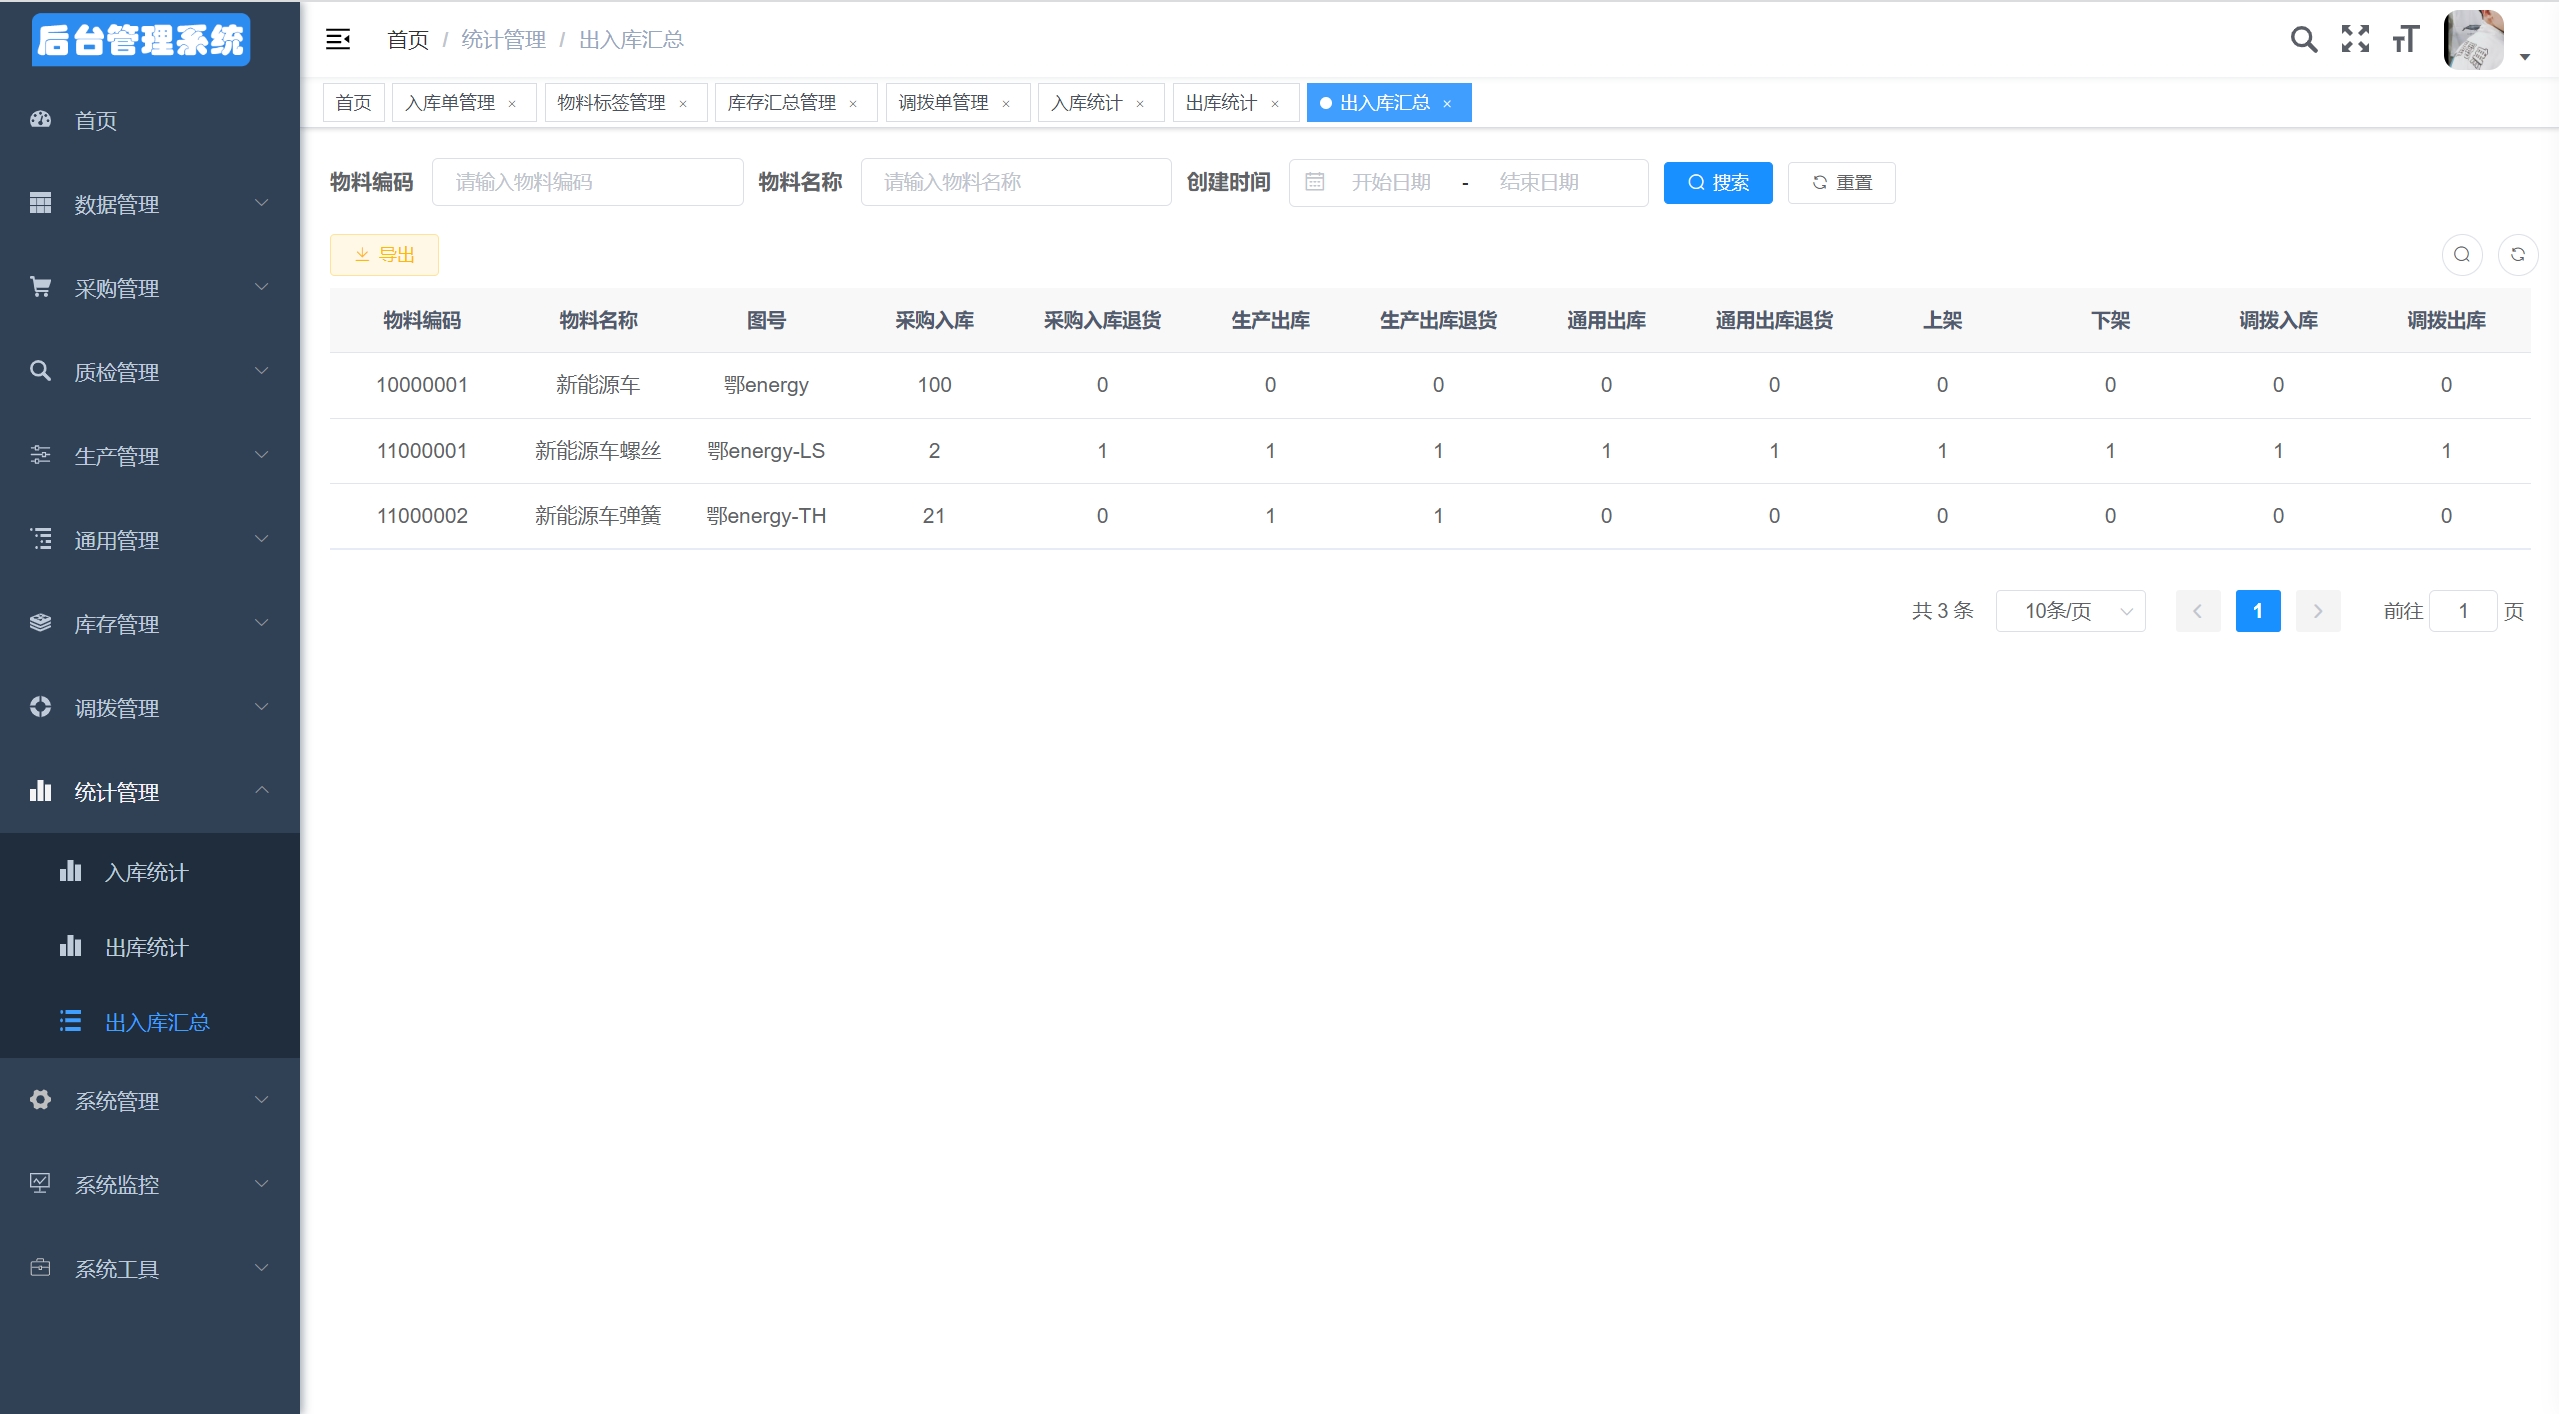 后台管理系统
首页
数据管理
采购管理
质检管理
生产管理
通用管理
库存管理
调拨管理
统计管理
入库统计
出库统计
出入库汇总
系统管理
系统监控
系统工具
首页 / 统计管理 / 出入库汇总
首页 入库单管理 × 物料标签管理 × 库存汇总管理 × 调拨单管理 × 入库统计 × 出库统计 × 出入库汇总 ×
物料编码 请输入物料编码 物料名称 请输入物料名称 创建时间 开始日期 - 结束日期 搜索 重置
导出
物料编码 物料名称 图号 采购入库 采购入库退货 生产出库 生产出库退货 通用出库 通用出库退货 上架 下架 调拨入库 调拨出库
10000001 新能源车 鄂energy 100 0 0 0 0 0 0 0 0 0
11000001 新能源车螺丝 鄂energy-LS 2 1 1 1 1 1 1 1 1 1
11000002 新能源车弹簧 鄂energy-TH 21 0 1 1 0 0 0 0 0 0
共 3 条 10条/页 1 前往 1 页